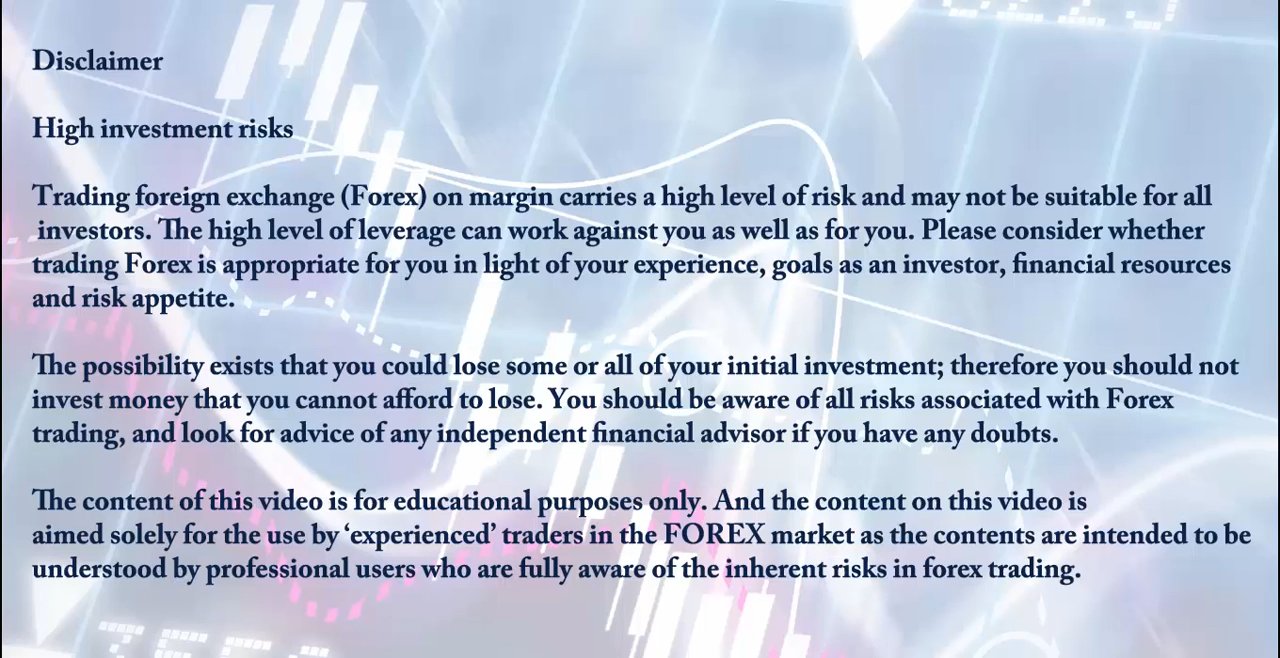 Disclaimer
High investment risks
Trading foreign exchange (Forex) on margin carries a high level of risk and may not be suitable for all
investors. The high level of leverage can work against you as well as for you. Please consider whether
trading Forex is appropriate for you in light of your experience, goals as an investor, financial resources
and risk appetite.
The possibility exists that you could lose some or all of your initial investment; therefore you should not
invest money that you cannot afford to lose. You should be aware of all risks associated with Forex
trading, and look for advice of any independent financial advisor if you have any doubts.
The content of this video is for educational purposes only. And the content on this video is
aimed solely for the use by ‘experienced’ traders in the FOREX market as the contents are intended to be
understood by professional users who are fully aware of the inherent risks in forex trading.